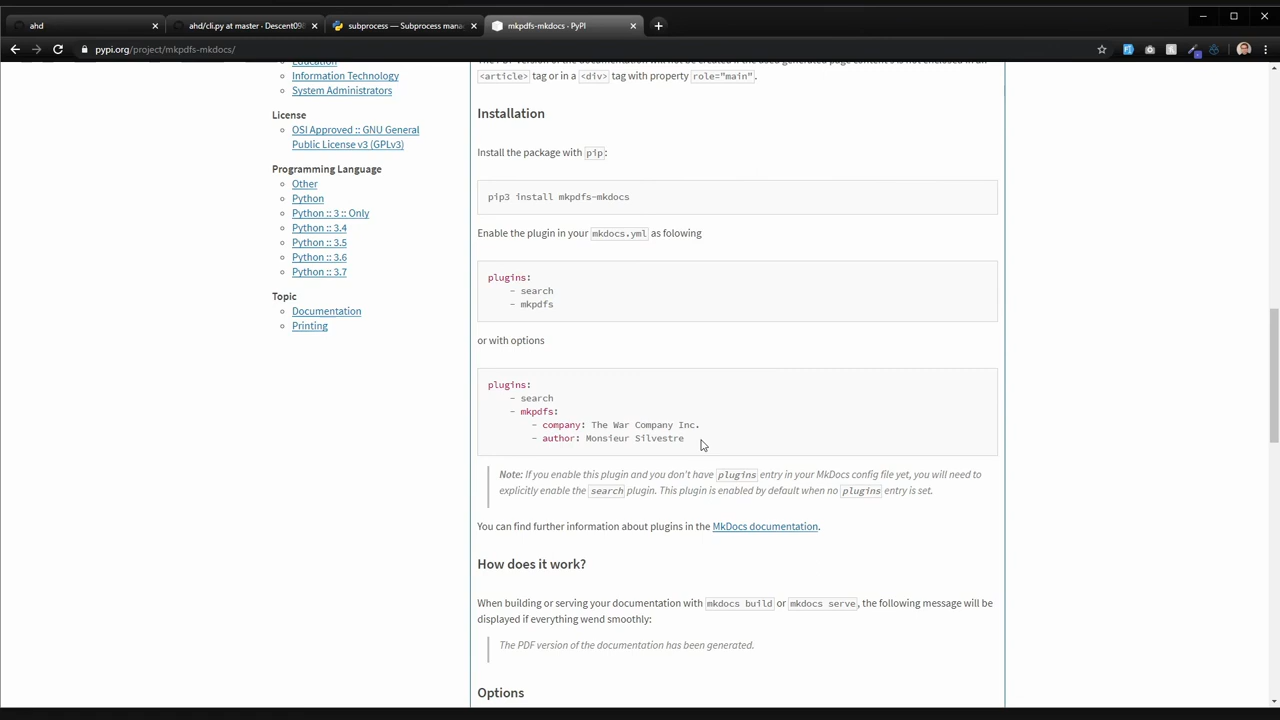 ahd
ahd/cli.py at master · Descent098
subprocess — Subprocess mana
mkpdfs-mkdocs · PyPI
pypi.org/project/mkpdfs-mkdocs/
Education
Information Technology
System Administrators
License
OSI Approved :: GNU General
Public License v3 (GPLv3)
Programming Language
Other
Python
Python :: 3 :: Only
Python :: 3.4
Python :: 3.5
Python :: 3.6
Python :: 3.7
Topic
Documentation
Printing
<article> tag or in a <div> tag with property role="main".
Installation
Install the package with pip:
pip3 install mkpdfs-mkdocs
Enable the plugin in your mkdocs.yml as folowing
plugins:
- search
- mkpdfs
or with options
plugins:
- search
- mkpdfs:
- company: The War Company Inc.
- author: Monsieur Silvestre
Note: If you enable this plugin and you don't have plugins entry in your MkDocs config file yet, you will need to
explicitly enable the search plugin. This plugin is enabled by default when no plugins entry is set.
You can find further information about plugins in the MkDocs documentation.
How does it work?
When building or serving your documentation with mkdocs build or mkdocs serve, the following message will be
displayed if everything wend smoothly:
The PDF version of the documentation has been generated.
Options